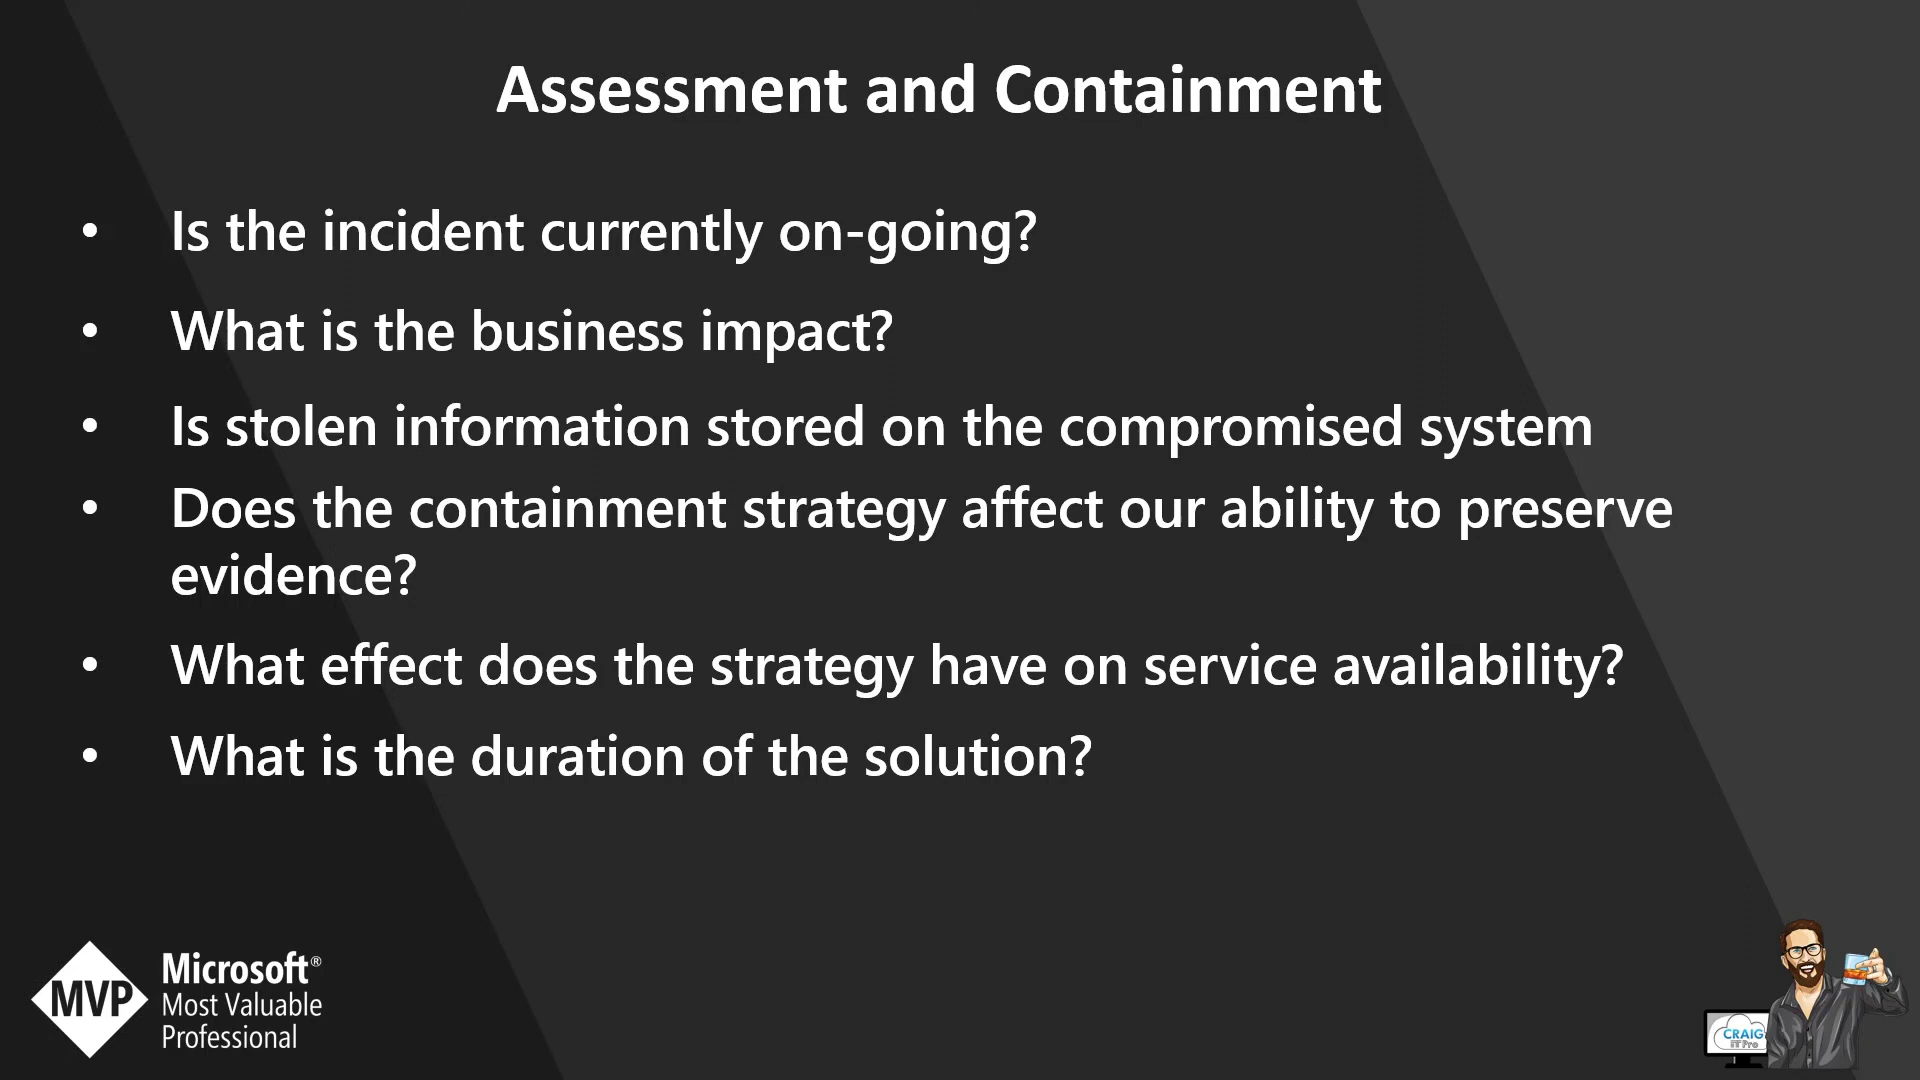 Assessment and Containment
• Is the incident currently on-going?
• What is the business impact?
• Is stolen information stored on the compromised system
• Does the containment strategy affect our ability to preserve
evidence?
• What effect does the strategy have on service availability?
• What is the duration of the solution?
MVP
Microsoft®
Most Valuable
Professional
CRAIG
IT Pro